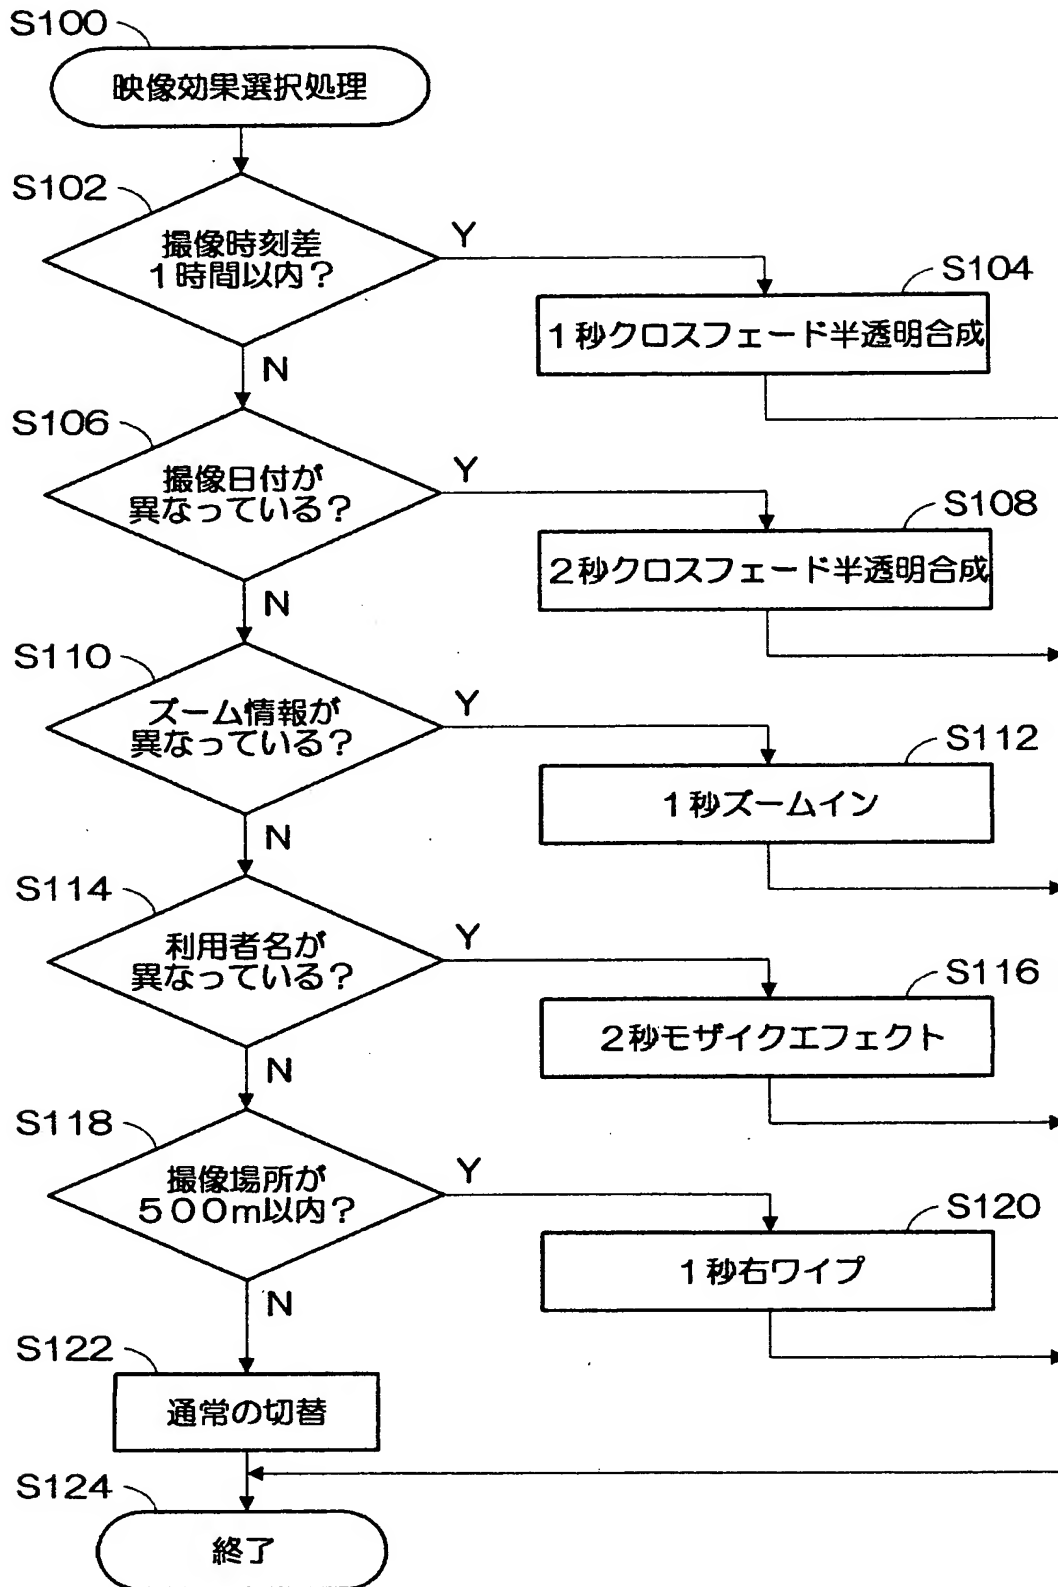 S100
映像効果選択処理
S102
撮像時刻差
1時間以内?
Y
S104
1秒クロスフェード半透明合成
N
S106
撮像日付が
異なっている?
Y
S108
2秒クロスフェード半透明合成
N
S110
ズーム情報が
異なっている?
Y
S112
1秒ズームイン
N
S114
利用者名が
異なっている?
Y
S116
2秒モザイクエフェクト
N
S118
撮像場所が
500m以内?
Y
S120
1秒右ワイプ
N
S122
通常の切替
S124
終了